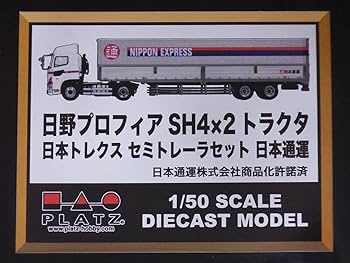 通 NIPPON EXPRESS
日野プロフィア SH4×2 トラクタ
日本トレクス セミトレーラセット 日本通運
日本通運株式会社商品化許諾済
PLATZ
www.platz-hobby.com
1/50 SCALE
DIECAST MODEL